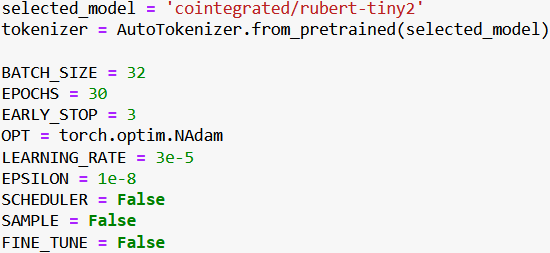 selected_model = 'cointegrated/rubert-tiny2'
tokenizer = AutoTokenizer.from_pretrained(selected_model)
BATCH_SIZE = 32
EPOCHS = 30
EARLY_STOP = 3
OPT = torch.optim.NAdam
LEARNING_RATE = 3e-5
EPSILON = 1e-8
SCHEDULER = False
SAMPLE = False
FINE_TUNE = False